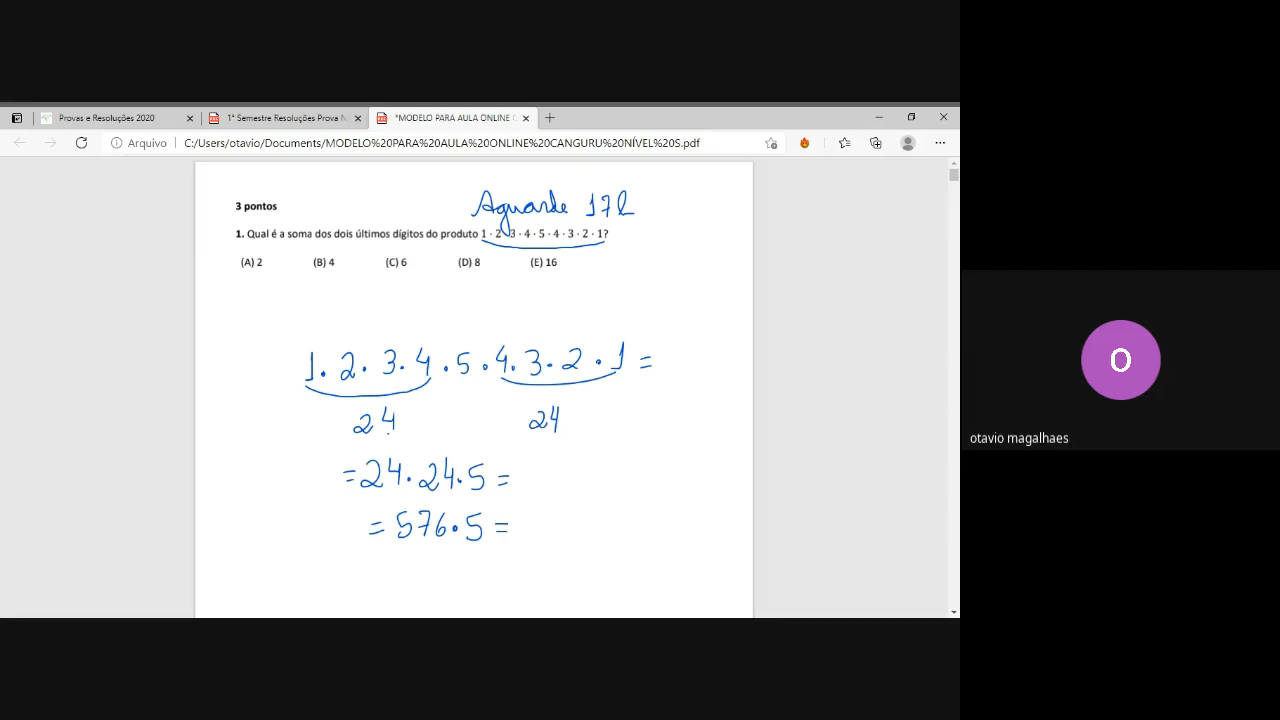 Provas e Resoluções 2020
1° Semestre Resoluções Prova N
*MODELO PARA AULA ONLINE C
Arquivo
C:/Users/otavio/Documents/MODELO%20PARA%20AULA%20ONLINE%20CANGURU%20NÍVEL%20S.pdf
3 pontos
Aguarde 17h
1. Qual é a soma dos dois últimos dígitos do produto 1 · 2 · 3 · 4 · 5 · 4 · 3 · 2 · 1?
(A) 2 (B) 4 (C) 6 (D) 8 (E) 16
1 · 2 · 3 · 4 · 5 · 4 · 3 · 2 · 1 =
24 24
= 24 · 24 · 5 =
= 576 · 5 =
O
otavio magalhaes